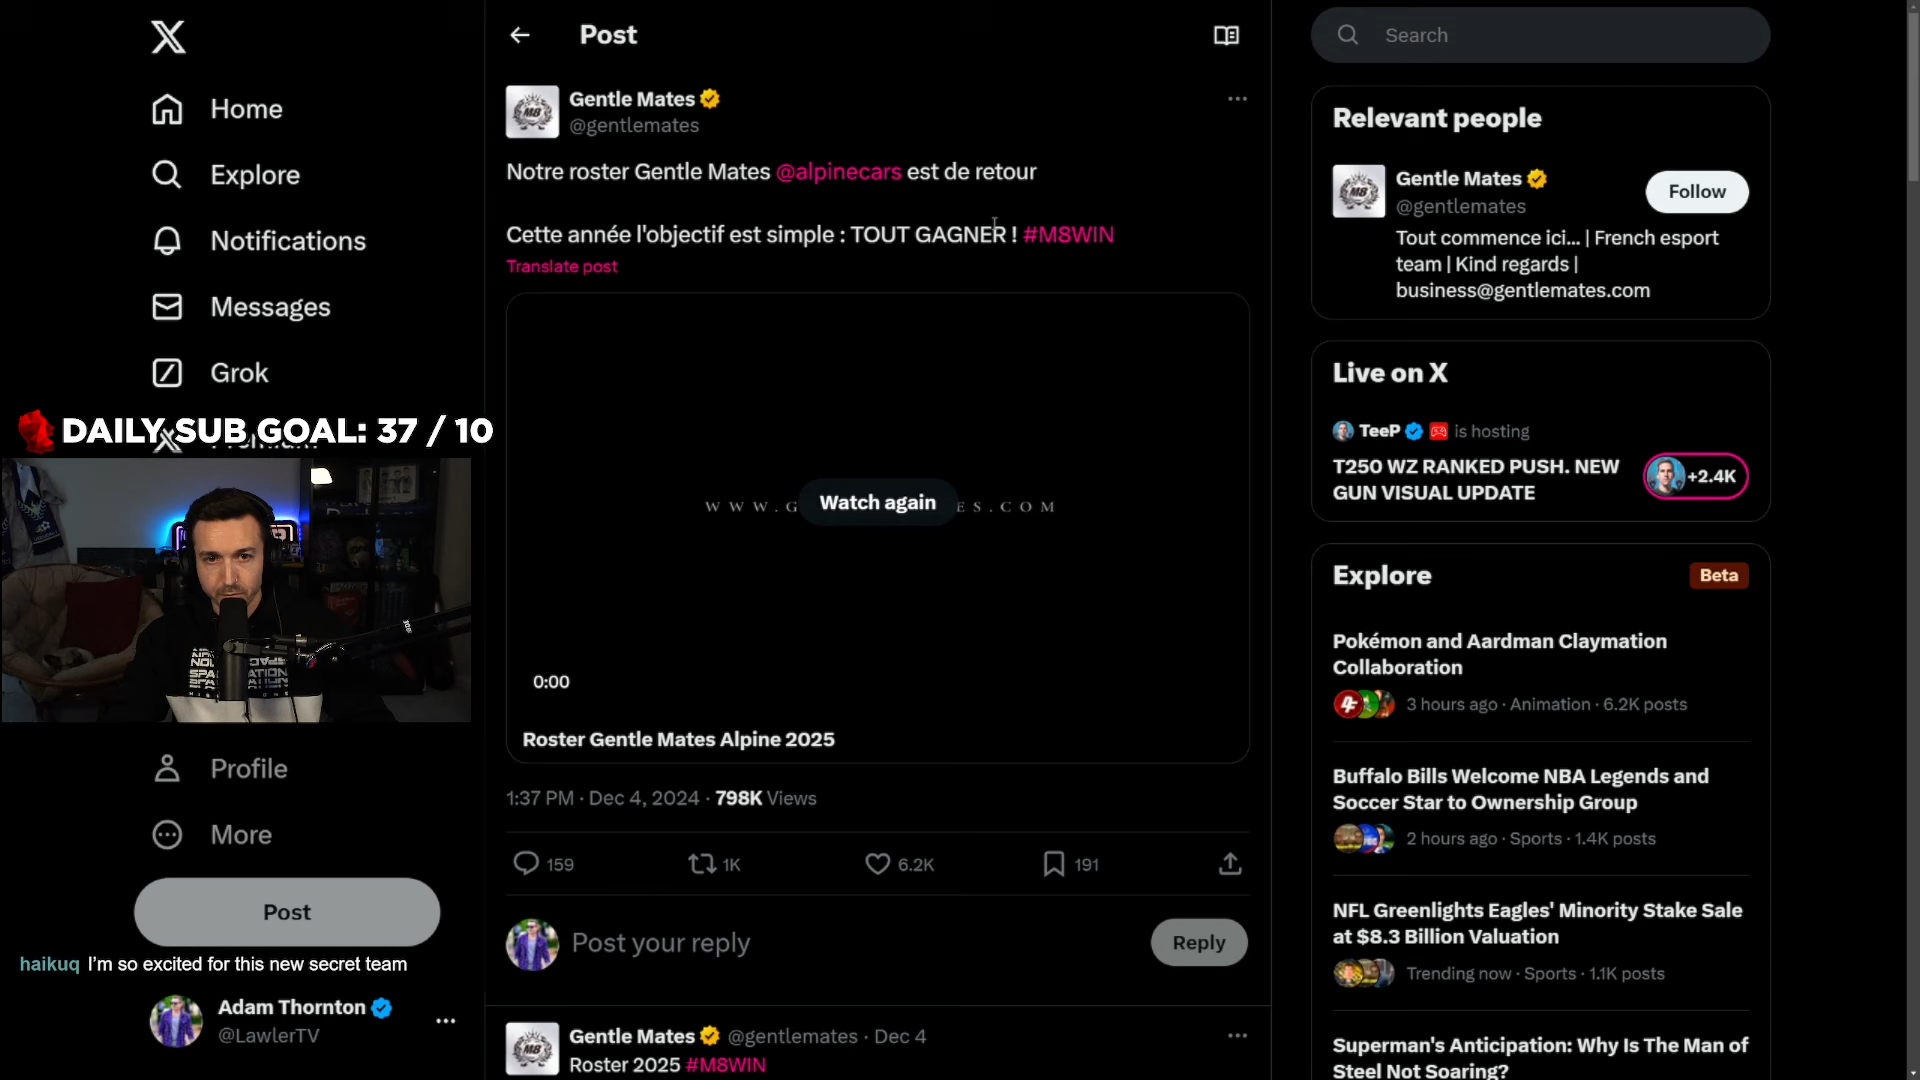 Home
Explore
Notifications
Messages
Grok
DAILY SUB GOAL: 37 / 10
Profile
More
Post
haikuq I'm so excited for this new secret team
Adam Thornton
@LawlerTV
Post
Gentle Mates
@gentlemates
Notre roster Gentle Mates @alpinecars est de retour
Cette année l'objectif est simple : TOUT GAGNER ! #M8WIN
Translate post
Watch again
0:00
Roster Gentle Mates Alpine 2025
1:37 PM · Dec 4, 2024 · 798K Views
159
1K
6.2K
191
Post your reply
Reply
Gentle Mates @gentlemates · Dec 4
Roster 2025 #M8WIN
Search
Relevant people
Gentle Mates
@gentlemates
Follow
Tout commence ici... | French esport
team | Kind regards |
business@gentlemates.com
Live on X
TeeP is hosting
T250 WZ RANKED PUSH. NEW
GUN VISUAL UPDATE
+2.4K
Explore
Beta
Pokémon and Aardman Claymation
Collaboration
3 hours ago · Animation · 6.2K posts
Buffalo Bills Welcome NBA Legends and
Soccer Star to Ownership Group
2 hours ago · Sports · 1.4K posts
NFL Greenlights Eagles' Minority Stake Sale
at $8.3 Billion Valuation
Trending now · Sports · 1.1K posts
Superman's Anticipation: Why Is The Man of
Steel Not Soaring?